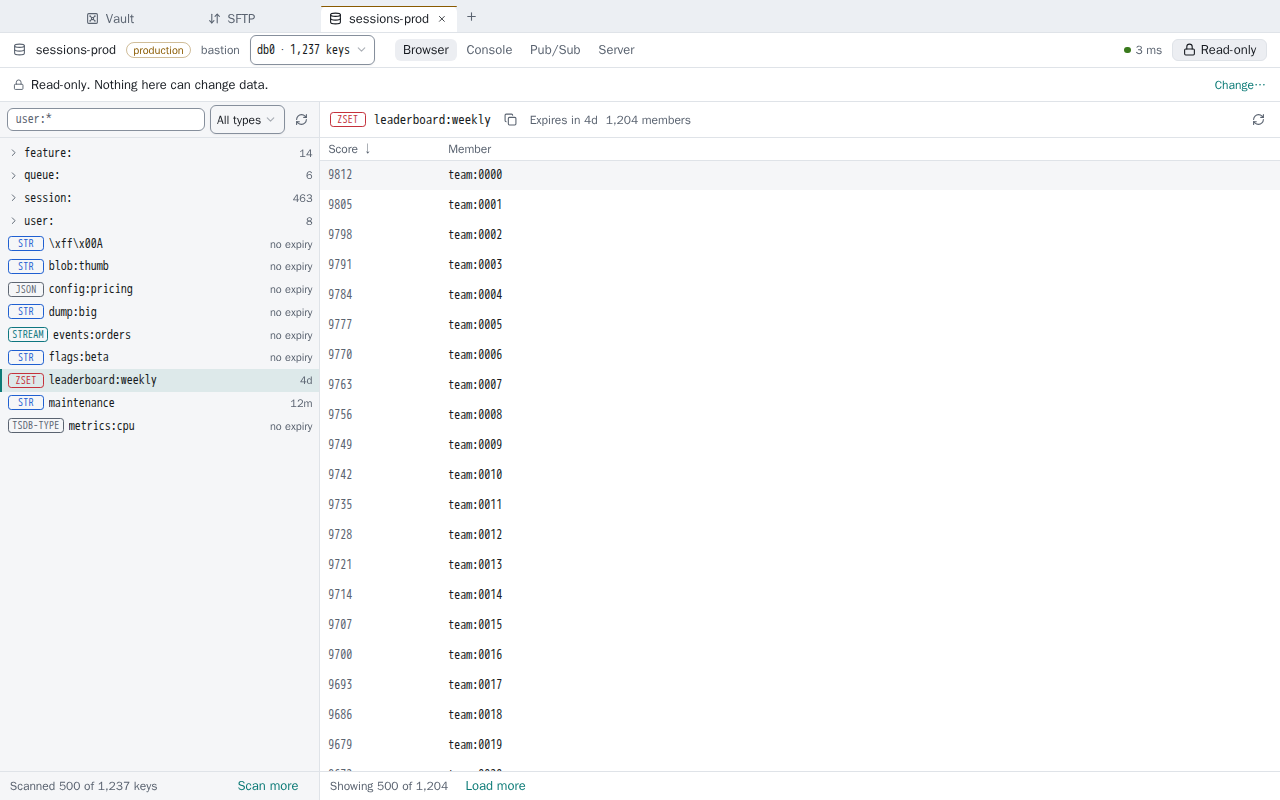 Vault SFTP sessions-prod × +
sessions-prod production bastion db0 · 1,237 keys Browser Console Pub/Sub Server 3 ms Read-only
Read-only. Nothing here can change data. Change···
user:* All types
ZSET leaderboard:weekly Expires in 4d 1,204 members
feature: 14
queue: 6
session: 463
user: 8
STR \xff\x00A no expiry
STR blob:thumb no expiry
JSON config:pricing no expiry
STR dump:big no expiry
STREAM events:orders no expiry
STR flags:beta no expiry
ZSET leaderboard:weekly 4d
STR maintenance 12m
TSDB-TYPE metrics:cpu no expiry
Scanned 500 of 1,237 keys Scan more
Score ↓ Member
9812 team:0000
9805 team:0001
9798 team:0002
9791 team:0003
9784 team:0004
9777 team:0005
9770 team:0006
9763 team:0007
9756 team:0008
9749 team:0009
9742 team:0010
9735 team:0011
9728 team:0012
9721 team:0013
9714 team:0014
9707 team:0015
9700 team:0016
9693 team:0017
9686 team:0018
9679 team:0019
Showing 500 of 1,204 Load more